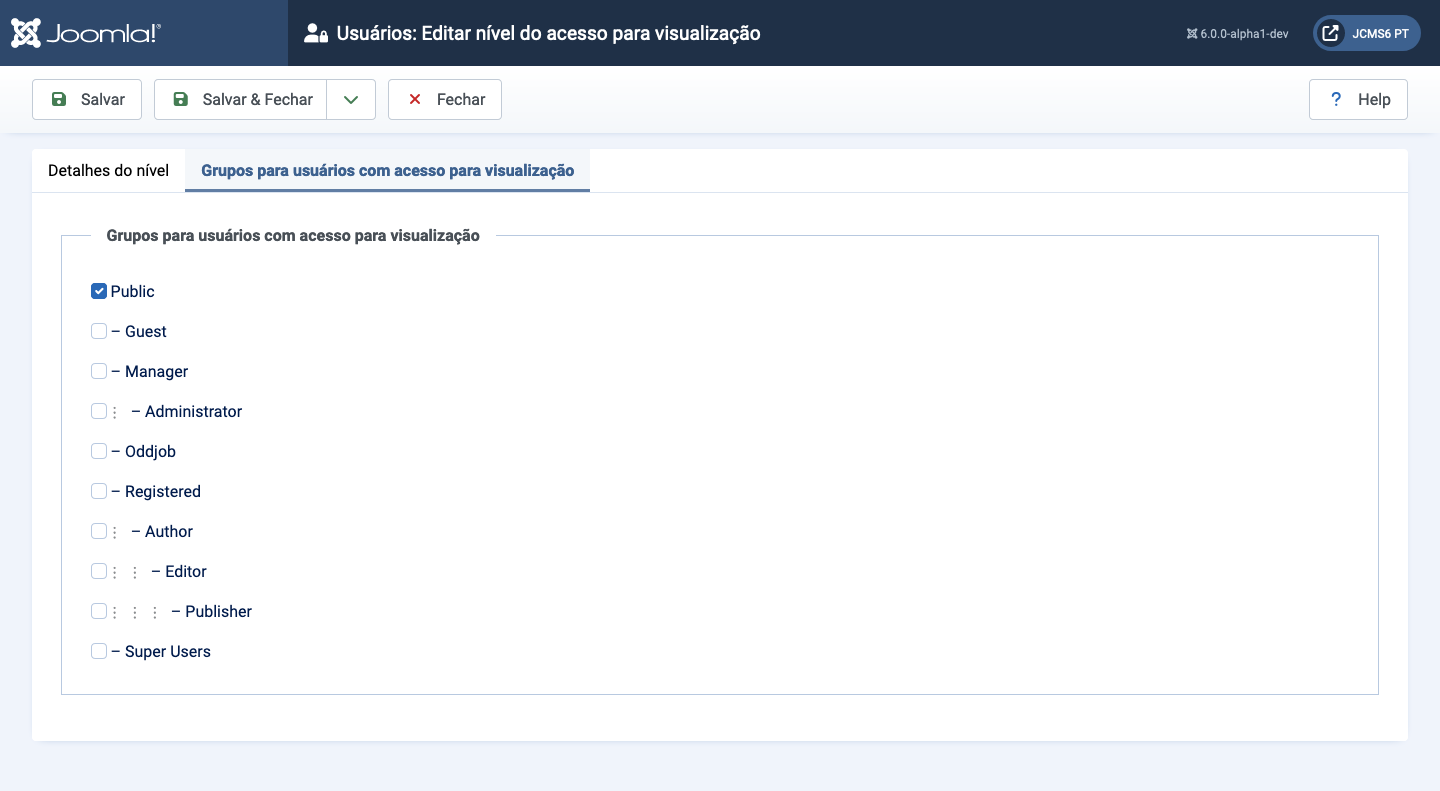 Joomla!®
Usuários: Editar nível do acesso para visualização
6.0.0-alpha1-dev
JCMS6 PT
Salvar
Salvar & Fechar
Fechar
? Help
Detalhes do nível
Grupos para usuários com acesso para visualização
Grupos para usuários com acesso para visualização
Public
– Guest
– Manager
⋮ – Administrator
– Oddjob
– Registered
⋮ – Author
⋮ ⋮ – Editor
⋮ ⋮ ⋮ – Publisher
– Super Users